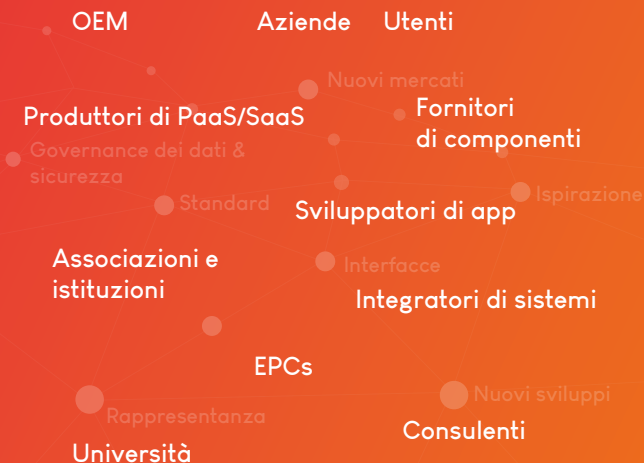 OEM
Aziende
Utenti
Nuovi mercati
Produttori di PaaS/SaaS
Fornitori
di componenti
Governance dei dati &
sicurezza
Standard
Ispirazione
Sviluppatori di app
Associazioni e
istituzioni
Interfacce
Integratori di sistemi
EPCs
Nuovi sviluppi
Rappresentanza
Consulenti
Università